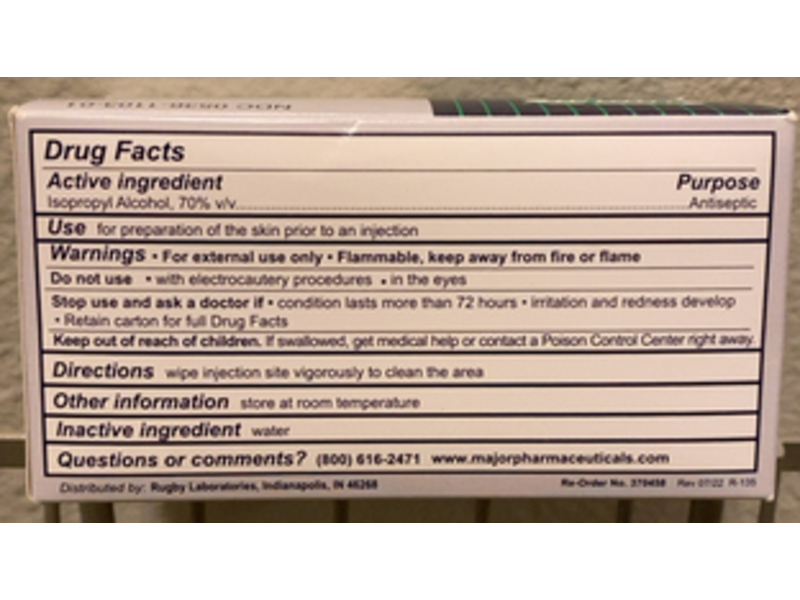 Drug Facts
Active ingredient Purpose
Isopropyl Alcohol, 70% v/v Antiseptic
Use for preparation of the skin prior to an injection
Warnings • For external use only • Flammable, keep away from fire or flame
Do not use • with electrocautery procedures • in the eyes
Stop use and ask a doctor if • condition lasts more than 72 hours • irritation and redness develop
• Retain carton for full Drug Facts
Keep out of reach of children. If swallowed, get medical help or contact a Poison Control Center right away.
Directions wipe injection site vigorously to clean the area
Other information store at room temperature
Inactive ingredient water
Questions or comments? (800) 616-2471 www.majorpharmaceuticals.com
Distributed by: Rugby Laboratories, Indianapolis, IN 46268 Re-Order No. Rev 07/22 R-135